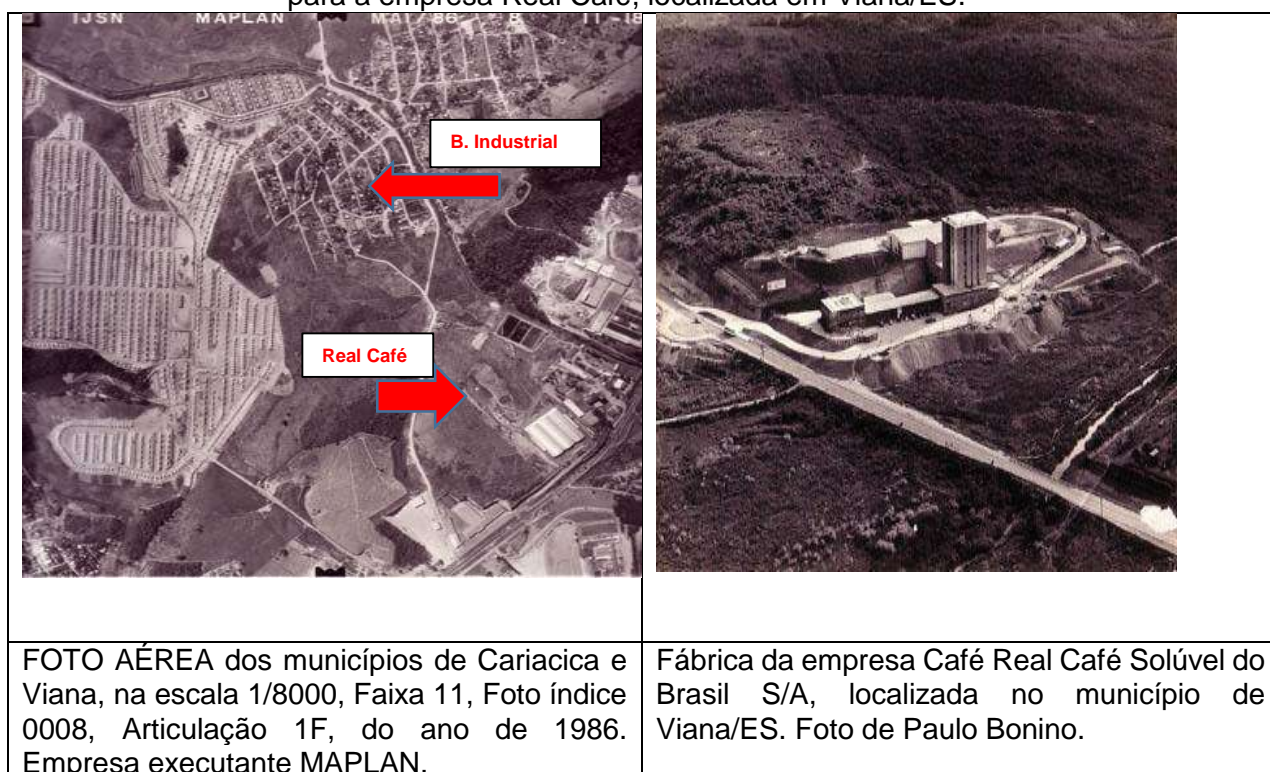 para a empresa Real Café, localizada em Viana/ES.
IJSN MAPLAN MAI/86 B 11-18
B. Industrial
Real Café
FOTO AÉREA dos municípios de Cariacica e
Viana, na escala 1/8000, Faixa 11, Foto índice
0008, Articulação 1F, do ano de 1986.
Empresa executante MAPLAN.
Fábrica da empresa Café Real Café Solúvel do
Brasil S/A, localizada no município de
Viana/ES. Foto de Paulo Bonino.